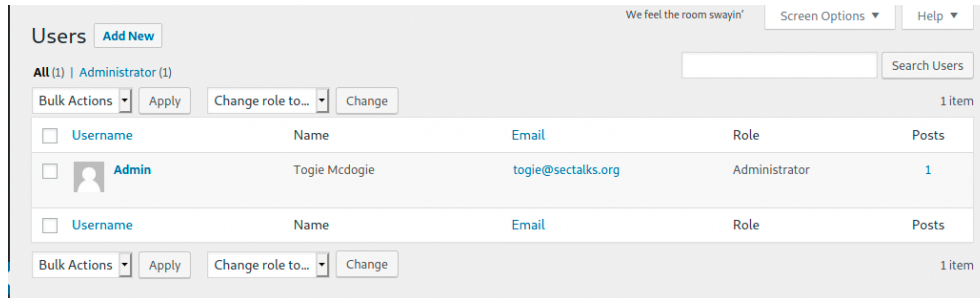 We feel the room swayin’ Screen Options ▼ Help ▼
Users Add New
All (1) | Administrator (1)
Search Users
Bulk Actions Apply Change role to... Change 1 item
Username Name Email Role Posts
Admin Togie Mcdogie togie@sectalks.org Administrator 1
Username Name Email Role Posts
Bulk Actions Apply Change role to... Change 1 item